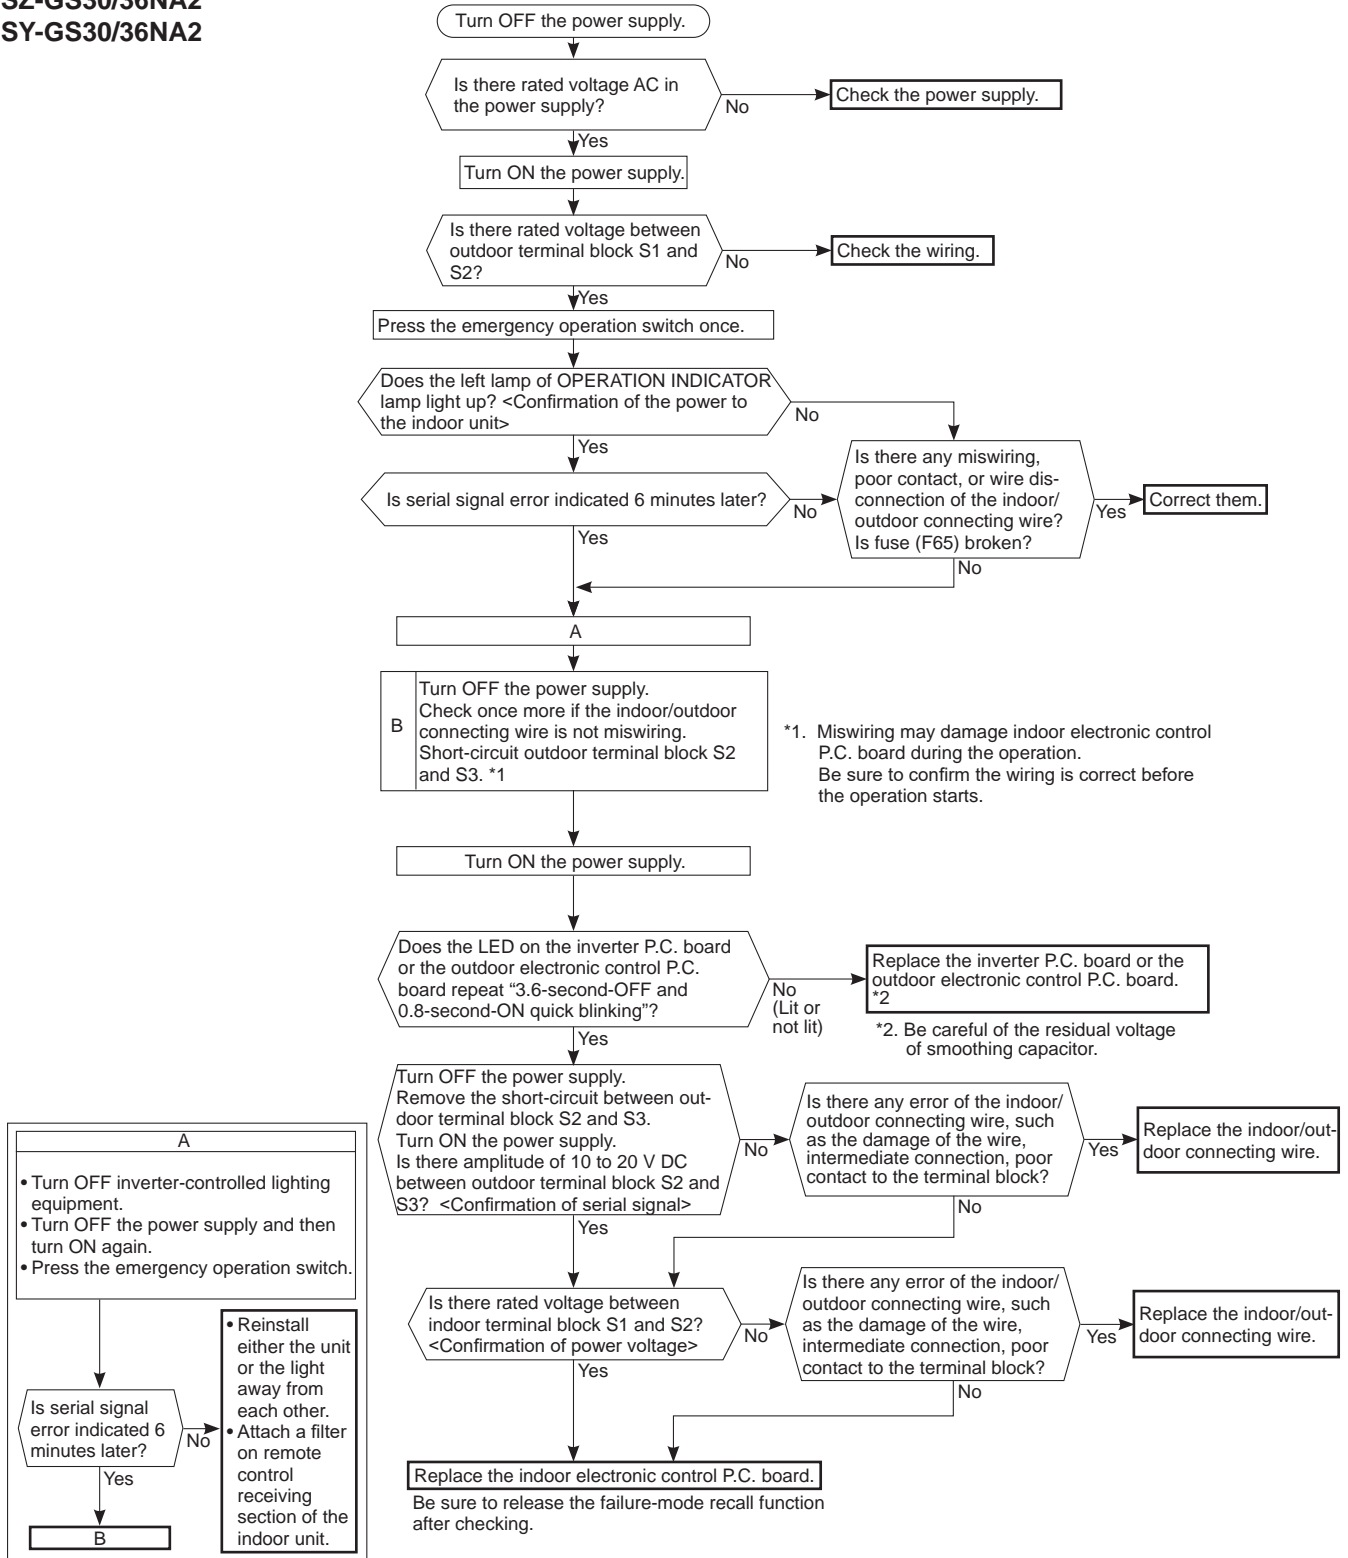 SZ-GS30/36NA2
SY-GS30/36NA2
Turn OFF the power supply.
Is there rated voltage AC in
the power supply?
No
Check the power supply.
Yes
Turn ON the power supply.
Is there rated voltage between
outdoor terminal block S1 and
S2?
No
Check the wiring.
Yes
Press the emergency operation switch once.
Does the left lamp of OPERATION INDICATOR
lamp light up? <Confirmation of the power to
the indoor unit>
No
Yes
Is there any miswiring,
poor contact, or wire dis-
connection of the indoor/
outdoor connecting wire?
Is fuse (F65) broken?
Yes
Correct them.
No
Is serial signal error indicated 6 minutes later?
No
Yes
A
B
Turn OFF the power supply.
Check once more if the indoor/outdoor
connecting wire is not miswiring.
Short-circuit outdoor terminal block S2
and S3. *1
*1. Miswiring may damage indoor electronic control
P.C. board during the operation.
Be sure to confirm the wiring is correct before
the operation starts.
Turn ON the power supply.
Does the LED on the inverter P.C. board
or the outdoor electronic control P.C.
board repeat “3.6-second-OFF and
0.8-second-ON quick blinking”?
No
(Lit or
not lit)
Replace the inverter P.C. board or the
outdoor electronic control P.C. board.
*2
*2. Be careful of the residual voltage
of smoothing capacitor.
Yes
Turn OFF the power supply.
Remove the short-circuit between out-
door terminal block S2 and S3.
Turn ON the power supply.
Is there amplitude of 10 to 20 V DC
between outdoor terminal block S2 and
S3? <Confirmation of serial signal>
No
Is there any error of the indoor/
outdoor connecting wire, such
as the damage of the wire,
intermediate connection, poor
contact to the terminal block?
Yes
Replace the indoor/out-
door connecting wire.
No
Yes
Is there rated voltage between
indoor terminal block S1 and S2?
<Confirmation of power voltage>
No
Is there any error of the indoor/
outdoor connecting wire, such
as the damage of the wire,
intermediate connection, poor
contact to the terminal block?
Yes
Replace the indoor/out-
door connecting wire.
No
Yes
Replace the indoor electronic control P.C. board.
Be sure to release the failure-mode recall function
after checking.
A
• Turn OFF inverter-controlled lighting
equipment.
• Turn OFF the power supply and then
turn ON again.
• Press the emergency operation switch.
Is serial signal
error indicated 6
minutes later?
No
• Reinstall
either the unit
or the light
away from
each other.
• Attach a filter
on remote
control
receiving
section of the
indoor unit.
Yes
B